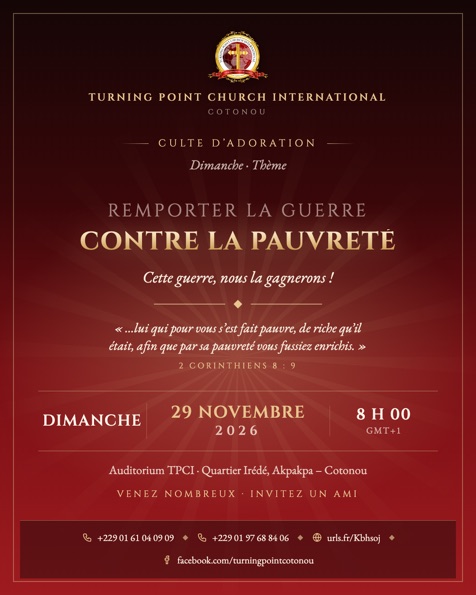 TURNING POINT CHURCH INTERNATIONAL
COTONOU
CULTE D'ADORATION
Dimanche · Thème
REMPORTER LA GUERRE
CONTRE LA PAUVRETÉ
Cette guerre, nous la gagnerons !
« ...lui qui pour vous s'est fait pauvre, de riche qu'il
était, afin que par sa pauvreté vous fussiez enrichis. »
2 CORINTHIENS 8 : 9
DIMANCHE
29 NOVEMBRE
2026
8 H 00
GMT+1
Auditorium TPCI · Quartier Irédé, Akpakpa – Cotonou
VENEZ NOMBREUX · INVITEZ UN AMI
+229 01 61 04 09 09 ◆ +229 01 97 68 84 06 ◆ urls.fr/Kbhsoj ◆
facebook.com/turningpointcotonou